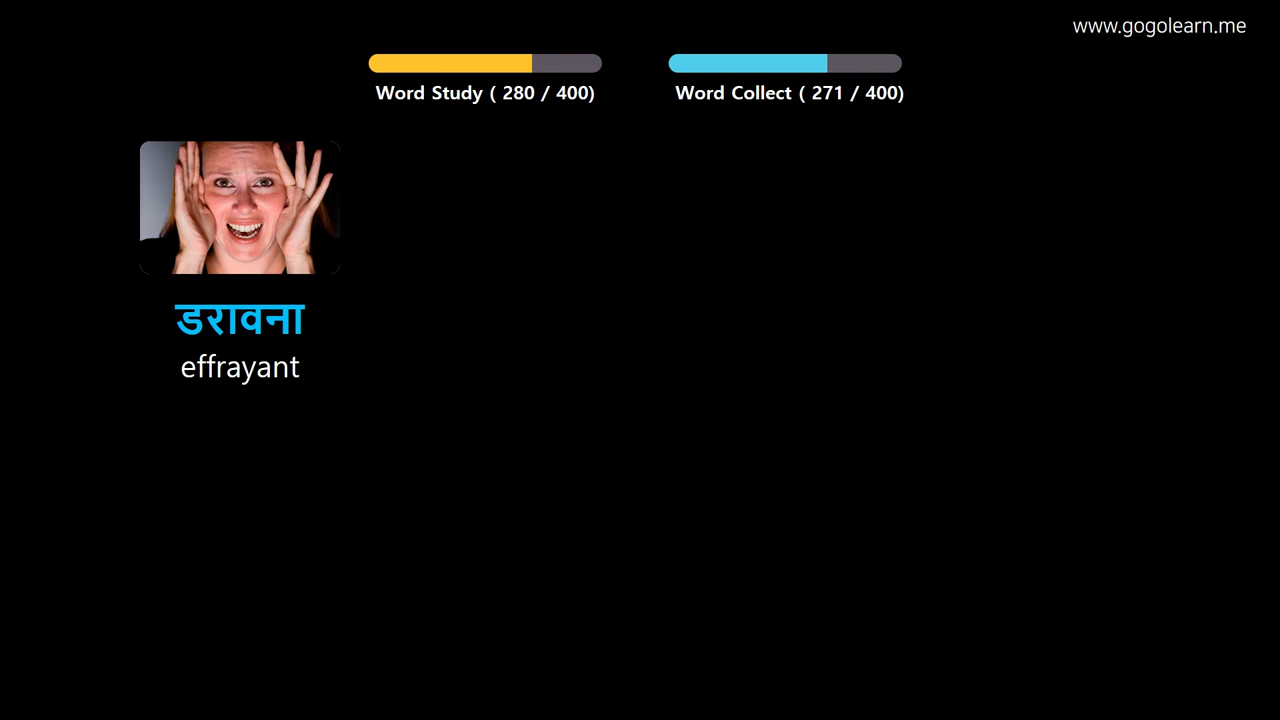 www.gogolearn.me
Word Study ( 280 / 400)
Word Collect ( 271 / 400)
डरावना
effrayant